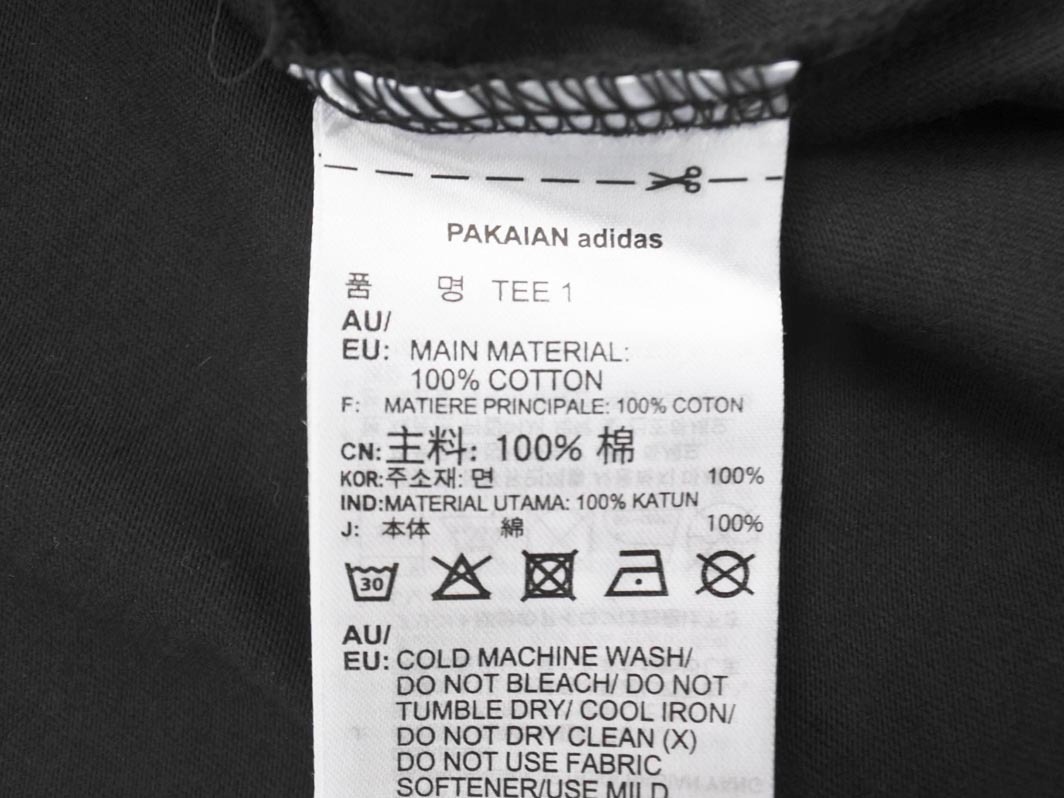 PAKAIAN adidas
품 명 TEE 1
AU/
EU: MAIN MATERIAL:
100% COTTON
F: MATIERE PRINCIPALE: 100% COTON
CN: 主料: 100% 棉
KOR: 주소재: 면 100%
IND: MATERIAL UTAMA: 100% KATUN
J: 本体 綿 100%
30
AU/
EU: COLD MACHINE WASH/
DO NOT BLEACH/ DO NOT
TUMBLE DRY/ COOL IRON/
DO NOT DRY CLEAN (X)
DO NOT USE FABRIC
SOFTENER/USE MILD